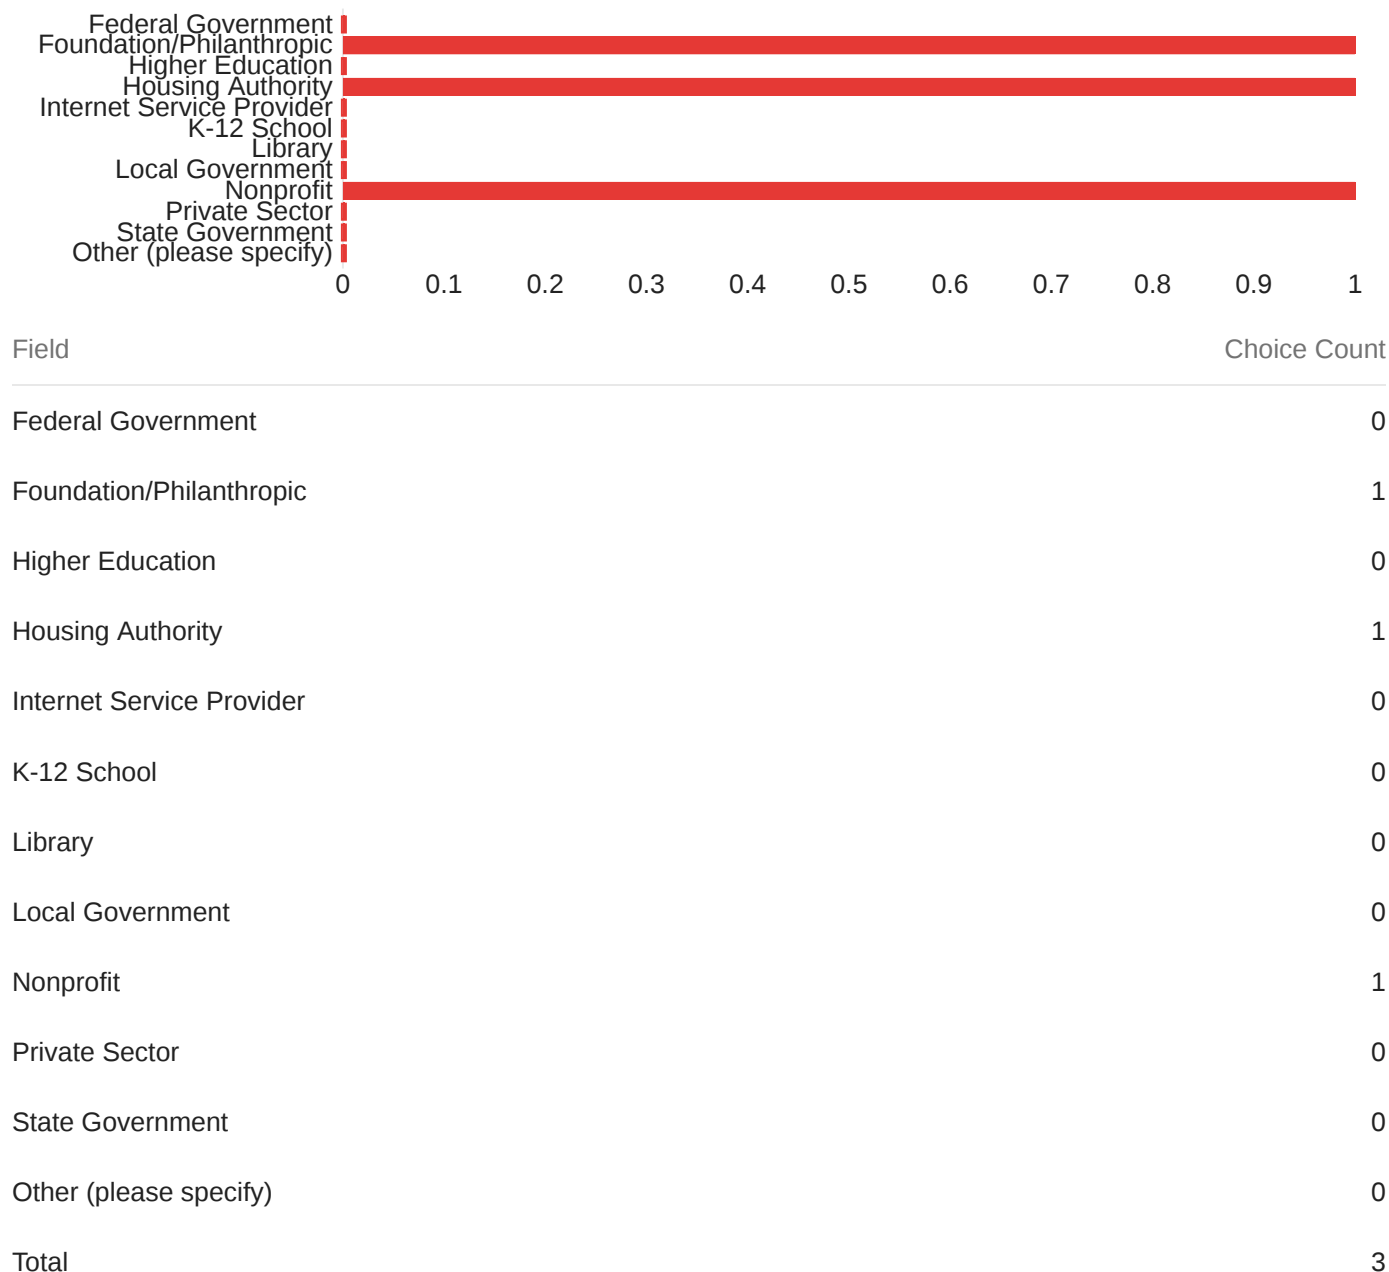 Federal Government
Foundation/Philanthropic
Higher Education
Housing Authority
Internet Service Provider
K-12 School
Library
Local Government
Nonprofit
Private Sector
State Government
Other (please specify)
0 0.1 0.2 0.3 0.4 0.5 0.6 0.7 0.8 0.9 1
Field Choice Count
Federal Government 0
Foundation/Philanthropic 1
Higher Education 0
Housing Authority 1
Internet Service Provider 0
K-12 School 0
Library 0
Local Government 0
Nonprofit 1
Private Sector 0
State Government 0
Other (please specify) 0
Total 3